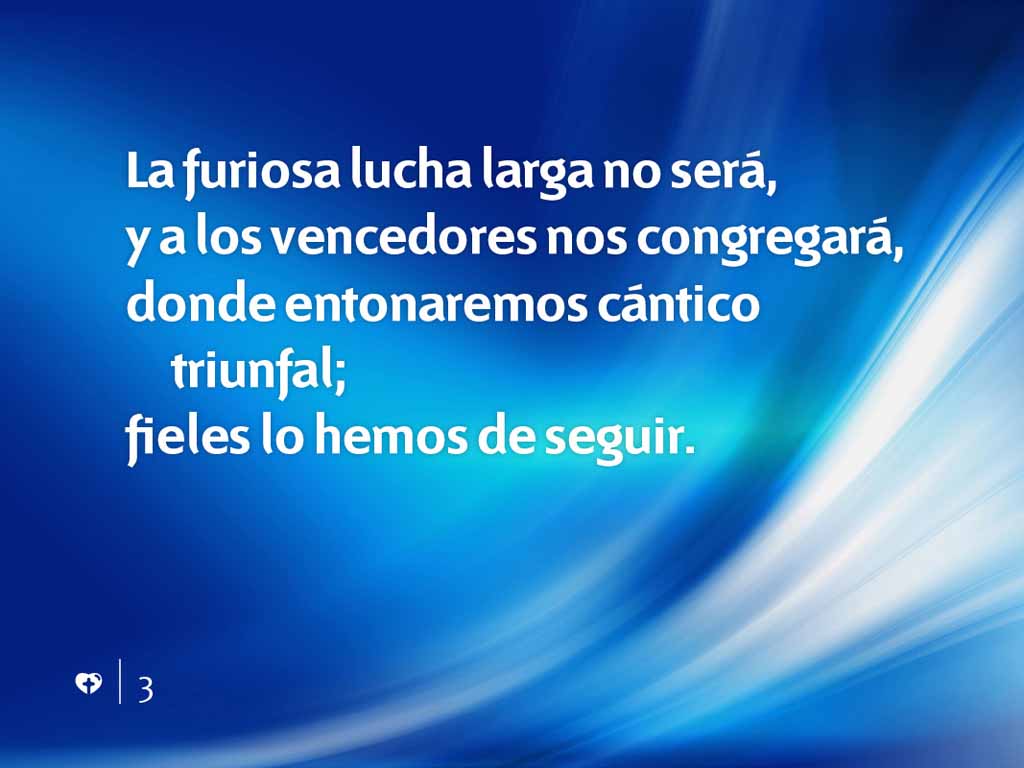 La furiosa lucha larga no será,
y a los vencedores nos congregará,
donde entonaremos cántico
triunfal;
fieles lo hemos de seguir.
3